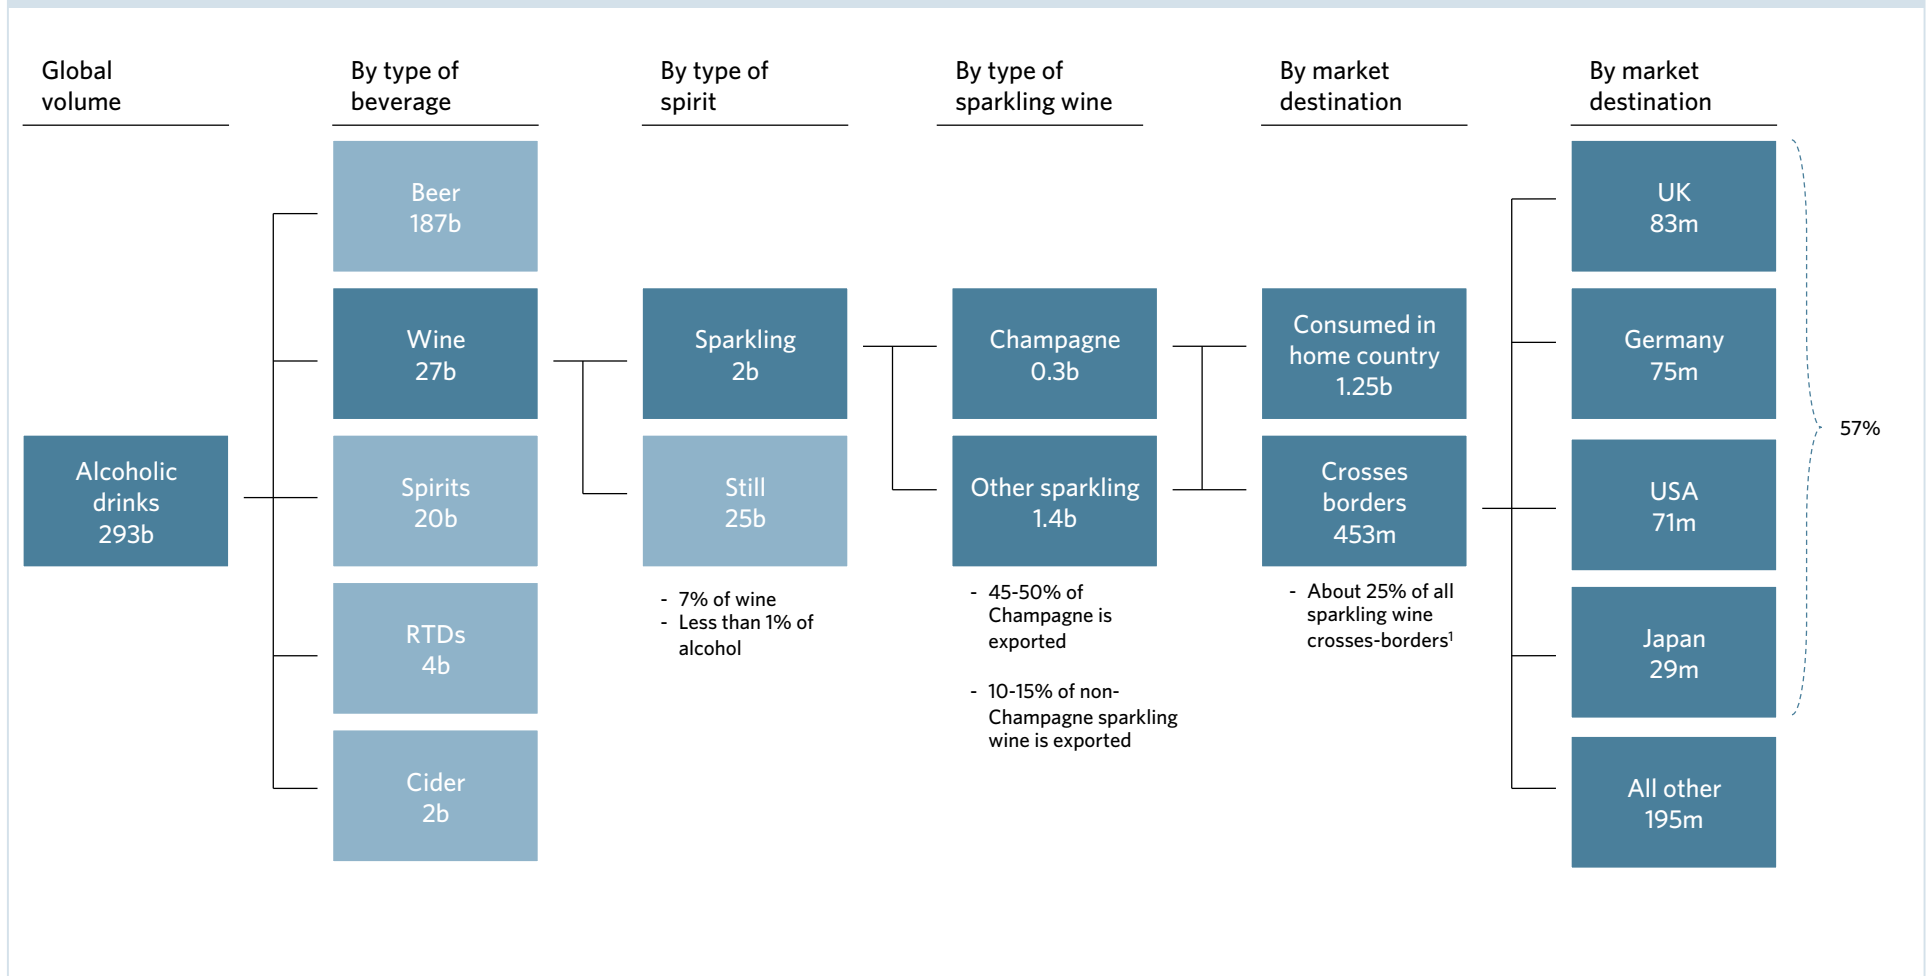 Global
volume
By type of
beverage
By type of
spirit
By type of
sparkling wine
By market
destination
By market
destination
Alcoholic
drinks
293b
Beer
187b
Wine
27b
Spirits
20b
RTDs
4b
Cider
2b
Sparkling
2b
Still
25b
- 7% of wine
- Less than 1% of
alcohol
Champagne
0.3b
Other sparkling
1.4b
- 45-50% of
Champagne is
exported
- 10-15% of non-
Champagne sparkling
wine is exported
Consumed in
home country
1.25b
Crosses
borders
453m
- About 25% of all
sparkling wine
crosses-borders¹
UK
83m
Germany
75m
USA
71m
Japan
29m
All other
195m
57%